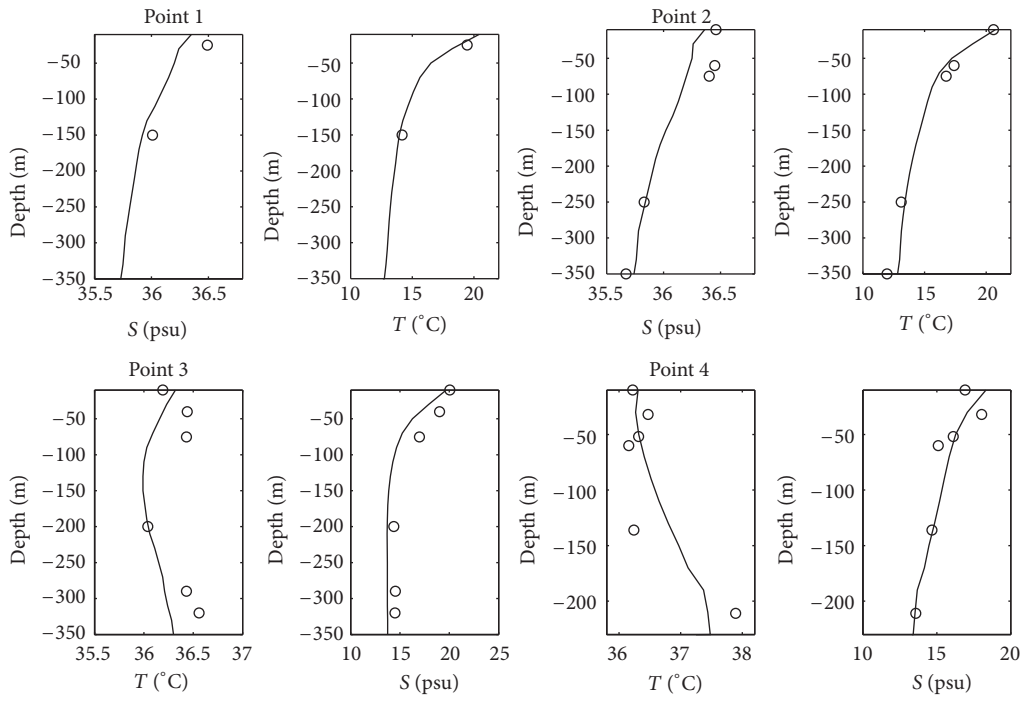 Point 1
Point 2
−50
−100
−150
−200
−250
−300
−350
Depth (m)
35.5 36 36.5
S (psu)
−50
−100
−150
−200
−250
−300
−350
Depth (m)
10 15 20
T (°C)
−50
−100
−150
−200
−250
−300
−350
Depth (m)
35.5 36 36.5
S (psu)
−50
−100
−150
−200
−250
−300
−350
Depth (m)
10 15 20
T (°C)
Point 3
Point 4
−50
−100
−150
−200
−250
−300
−350
Depth (m)
35.5 36 36.5 37
T (°C)
−50
−100
−150
−200
−250
−300
−350
Depth (m)
10 15 20 25
S (psu)
−50
−100
−150
−200
Depth (m)
36 37 38
T (°C)
−50
−100
−150
−200
Depth (m)
10 15 20
S (psu)